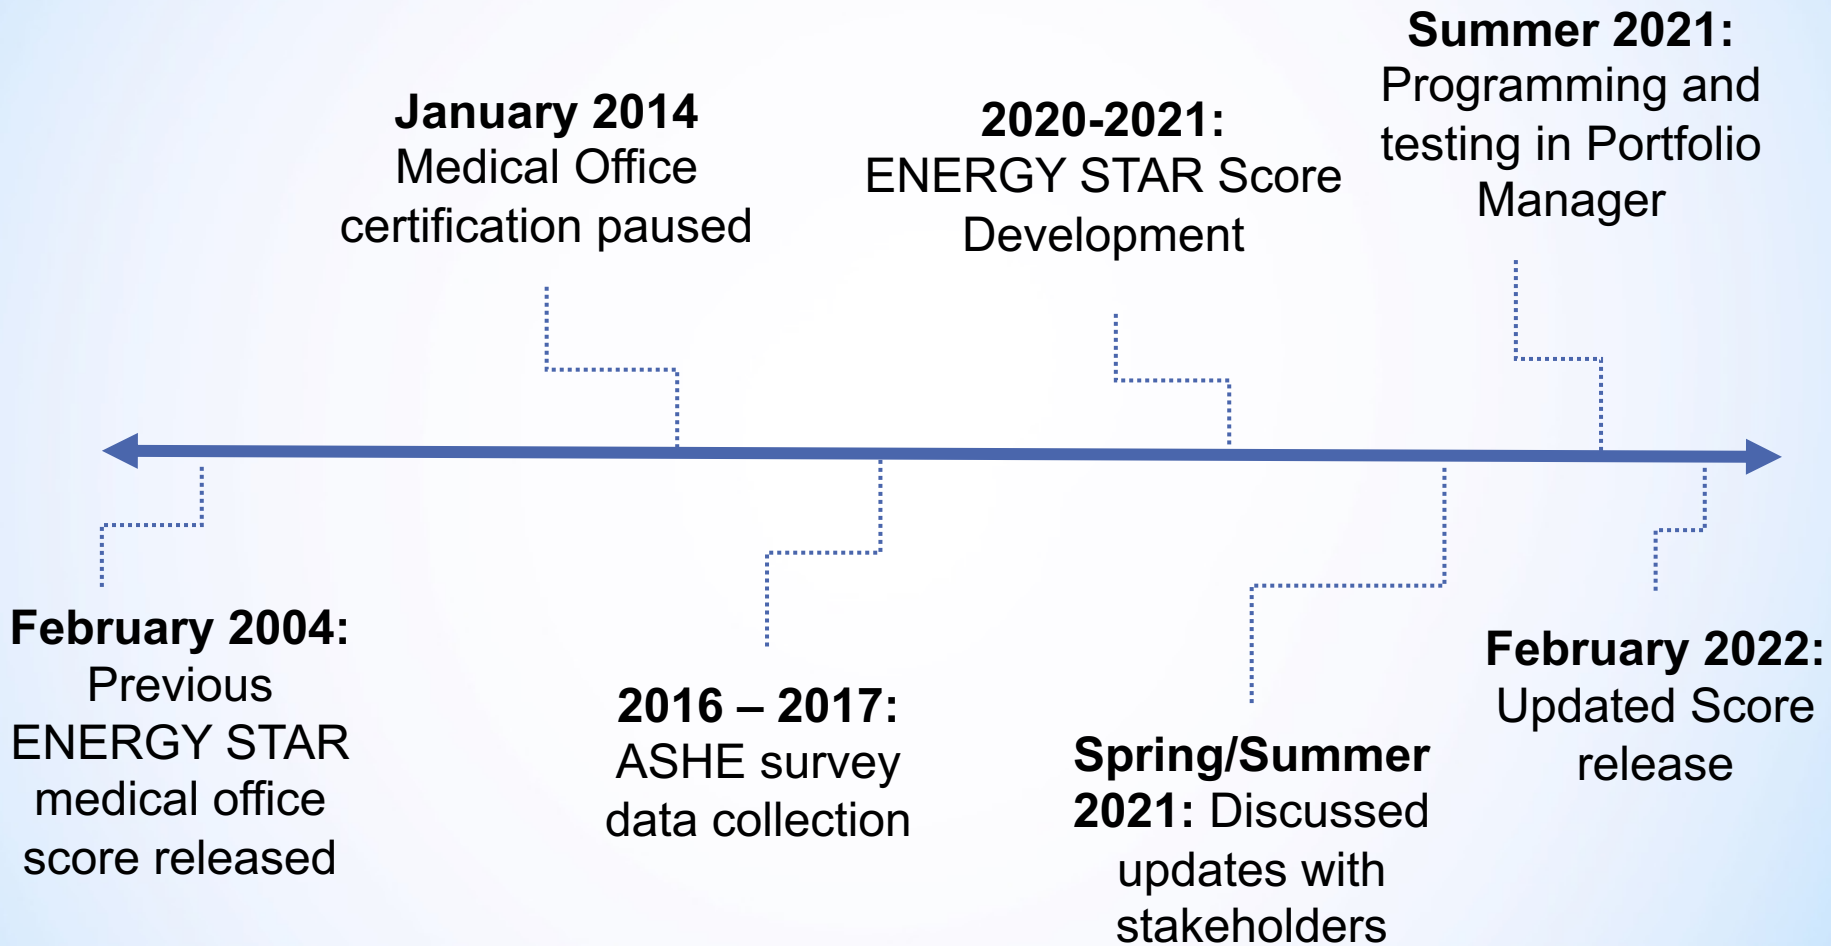 Summer 2021:
Programming and
testing in Portfolio
Manager
January 2014
Medical Office
certification paused
2020-2021:
ENERGY STAR Score
Development
February 2004:
Previous
ENERGY STAR
medical office
score released
2016 – 2017:
ASHE survey
data collection
Spring/Summer
2021: Discussed
updates with
stakeholders
February 2022:
Updated Score
release